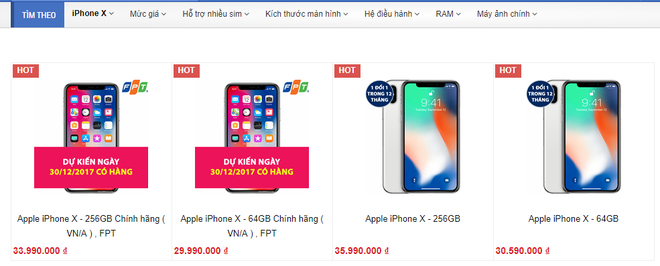 TÌM THEO iPhone X Mức giá Hỗ trợ nhiều sim Kích thước màn hình Hệ điều hành RAM Máy ảnh chính
HOT HOT HOT HOT
FPT.
DỰ KIẾN NGÀY
30/12/2017 CÓ HÀNG
Apple iPhone X - 256GB Chính hãng (
VN/A ) , FPT
33.990.000 ₫
FPT.
DỰ KIẾN NGÀY
30/12/2017 CÓ HÀNG
Apple iPhone X - 64GB Chính hãng (
VN/A ) , FPT
29.990.000 ₫
1 ĐỔI 1
TRONG 12
THÁNG
9:41
Apple iPhone X - 256GB
35.990.000 ₫
1 ĐỔI 1
TRONG 12
THÁNG
9:41
Apple iPhone X - 64GB
30.590.000 ₫